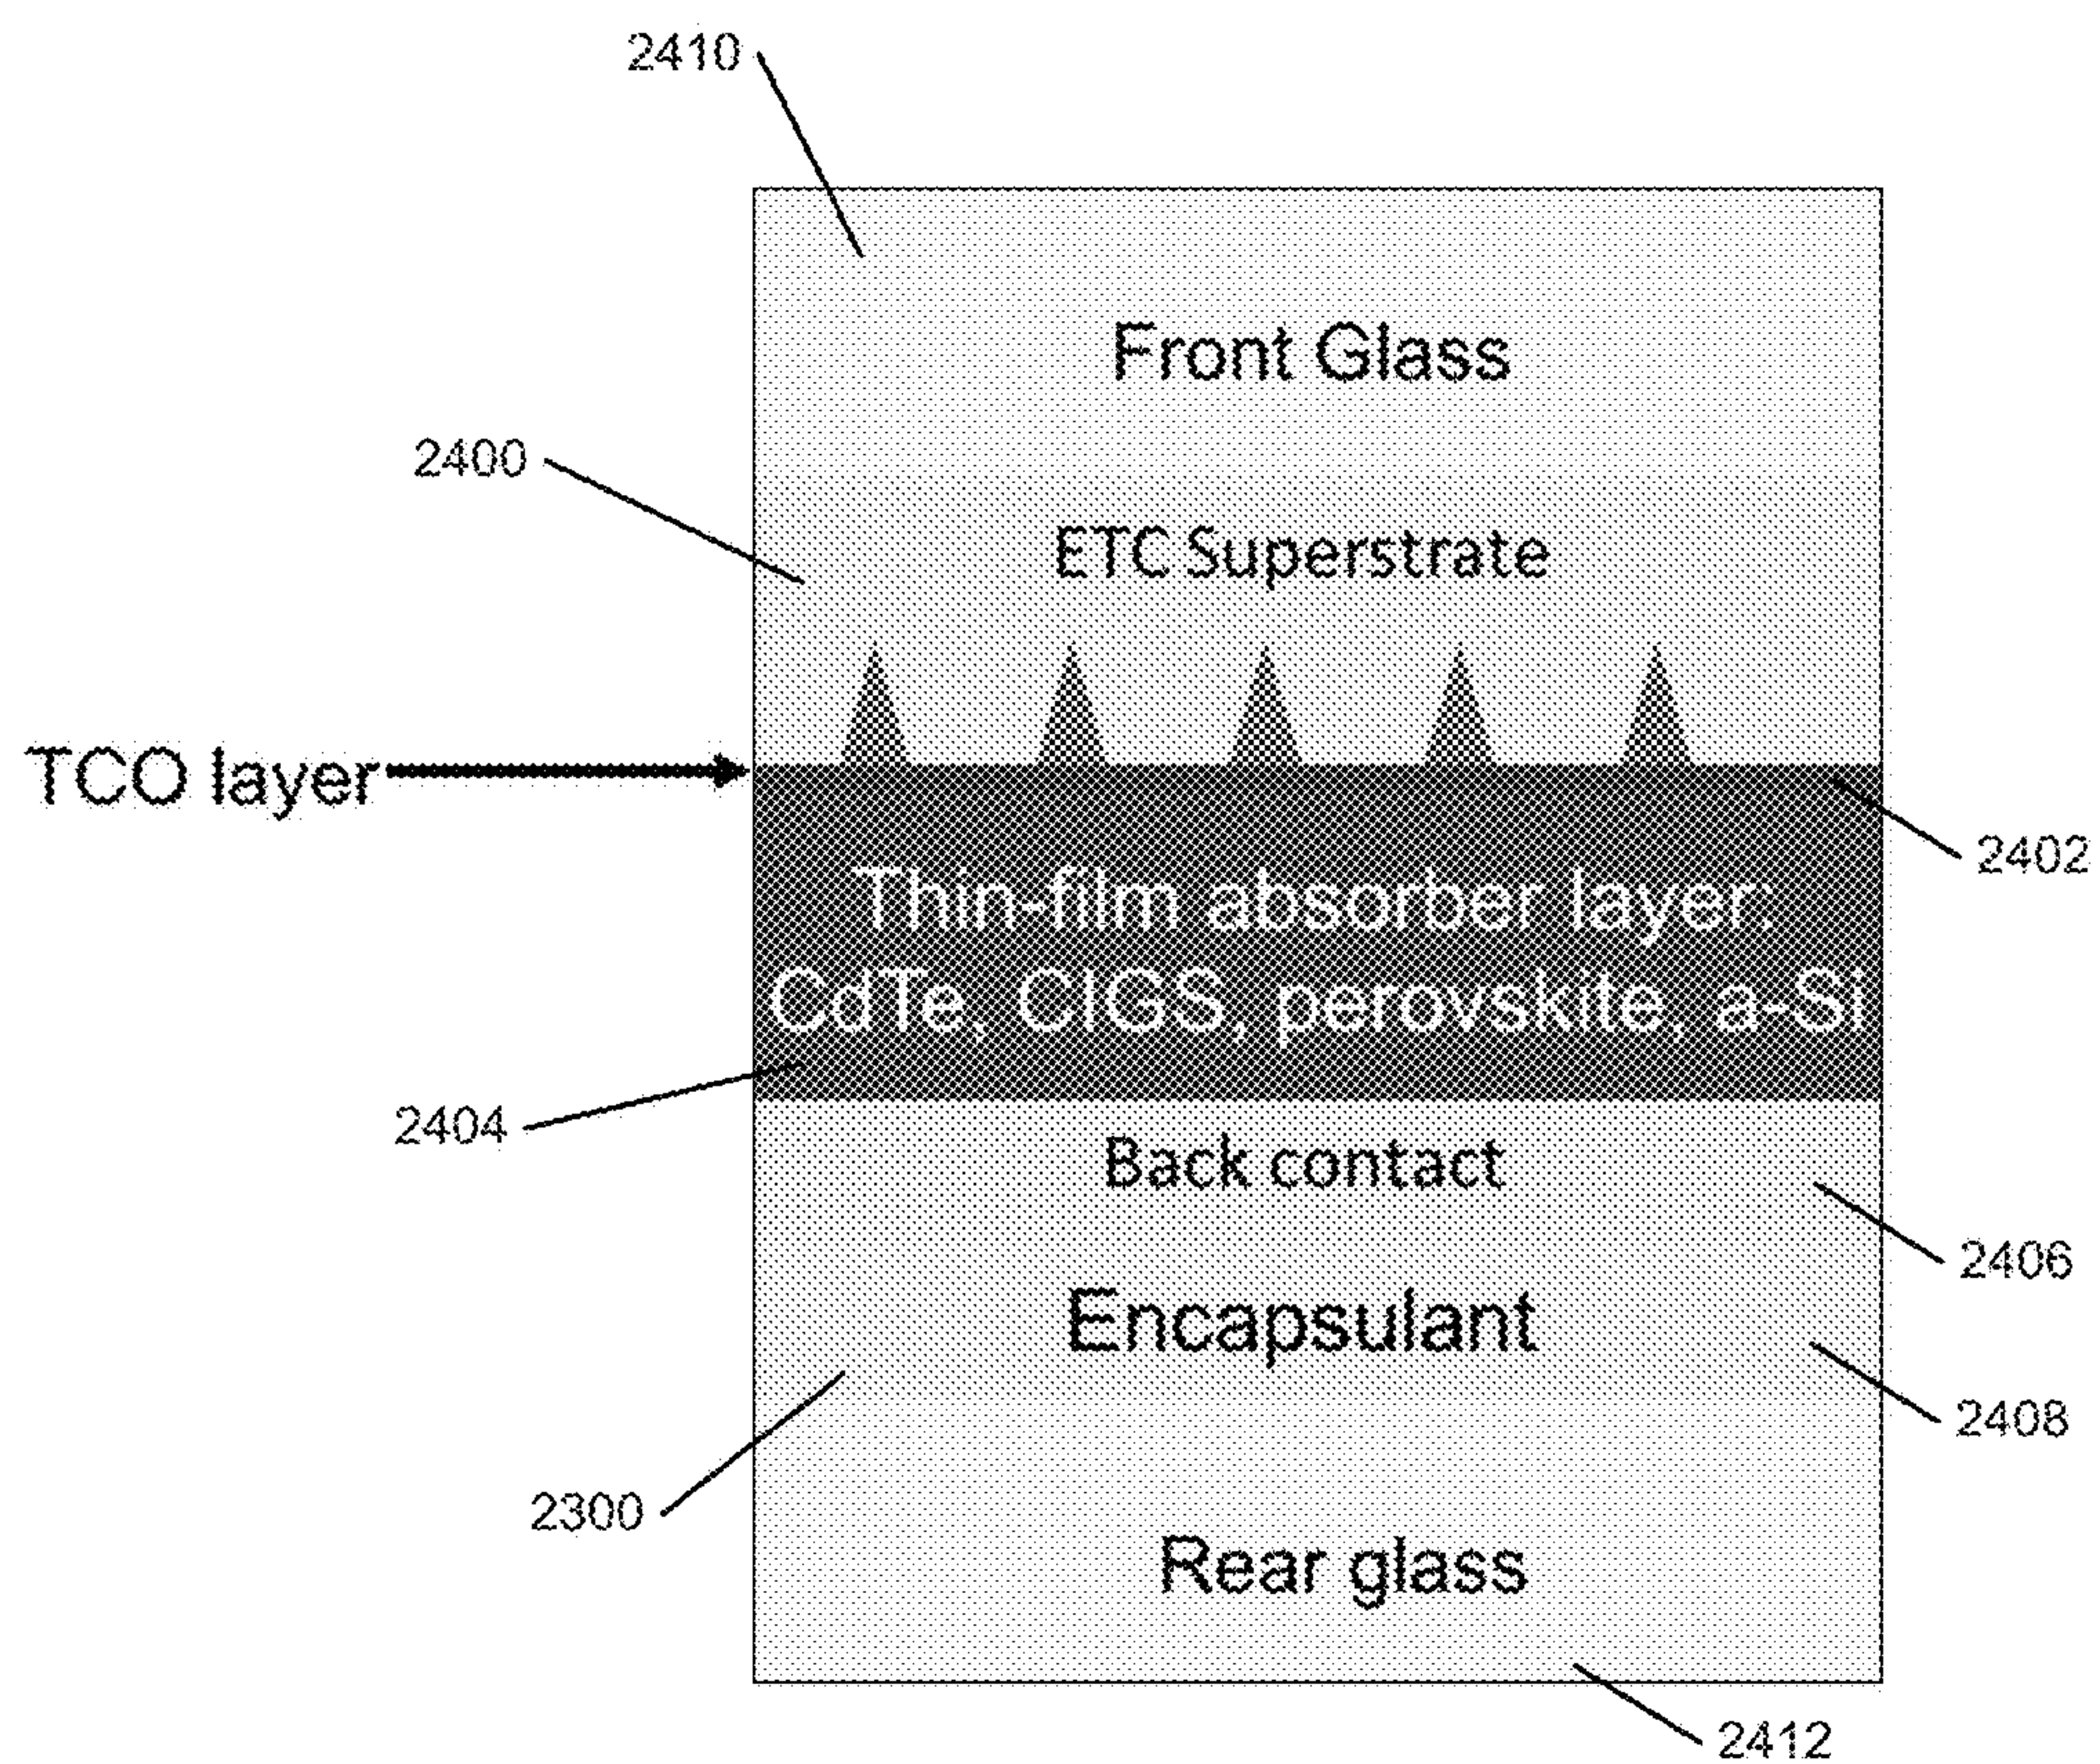 2410
Front Glass
2400
ETC Superstrate
TCO layer
2402
Thin-film absorber layer:
CdTe, CIGS, perovskite, a-Si
2404
Back contact
2406
Encapsulant
2408
2300
Rear glass
2412